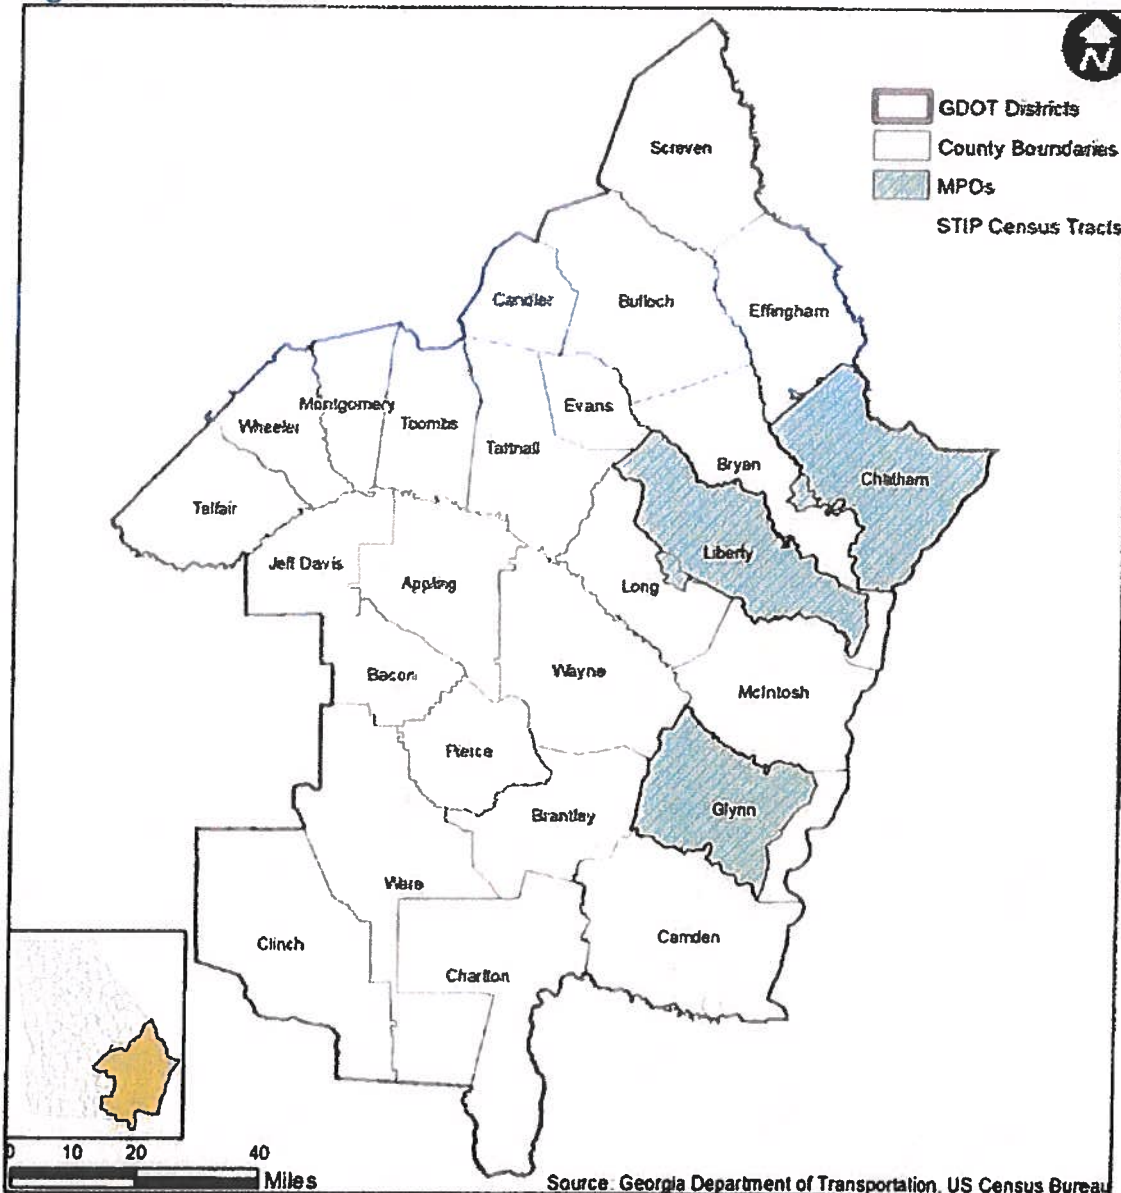 N
GDOT Districts
County Boundaries
MPOs
STIP Census Tracts
Screven
Candler
Bulloch
Effingham
Montgomery
Wheeler
Toombs
Evans
Tattnall
Bryan
Chatham
Telfair
Jeff Davis
Appling
Long
Liberty
Bacon
Wayne
McIntosh
Pierce
Brantley
Glynn
Ware
Clinch
Charlton
Camden
0 10 20 40
Miles
Source: Georgia Department of Transportation, US Census Bureau